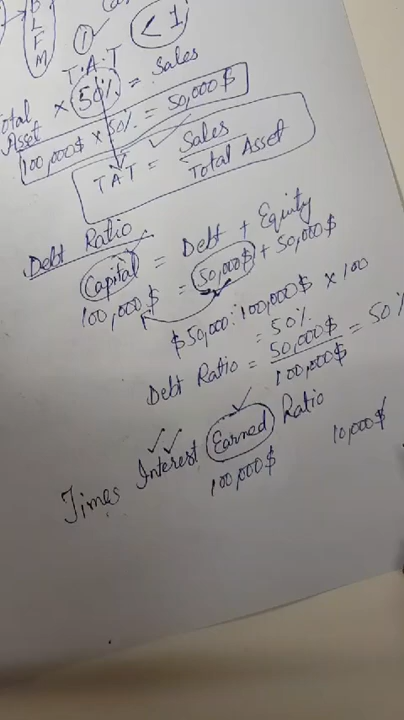 B
L
F
M
①
< 1
T.A.T
Total Asset × 50% = Sales
100,000$ × 50% = 50,000$
TAT = Sales / Total Asset
Debt Ratio
Capital = Debt + Equity
100,000$ = 50,000$ + 50,000$
$50,000 : 100,000$ × 100
= 50%
Debt Ratio = 50,000$ / 100,000$ = 50%
Times Interest Earned Ratio
100,000$ 10,000$